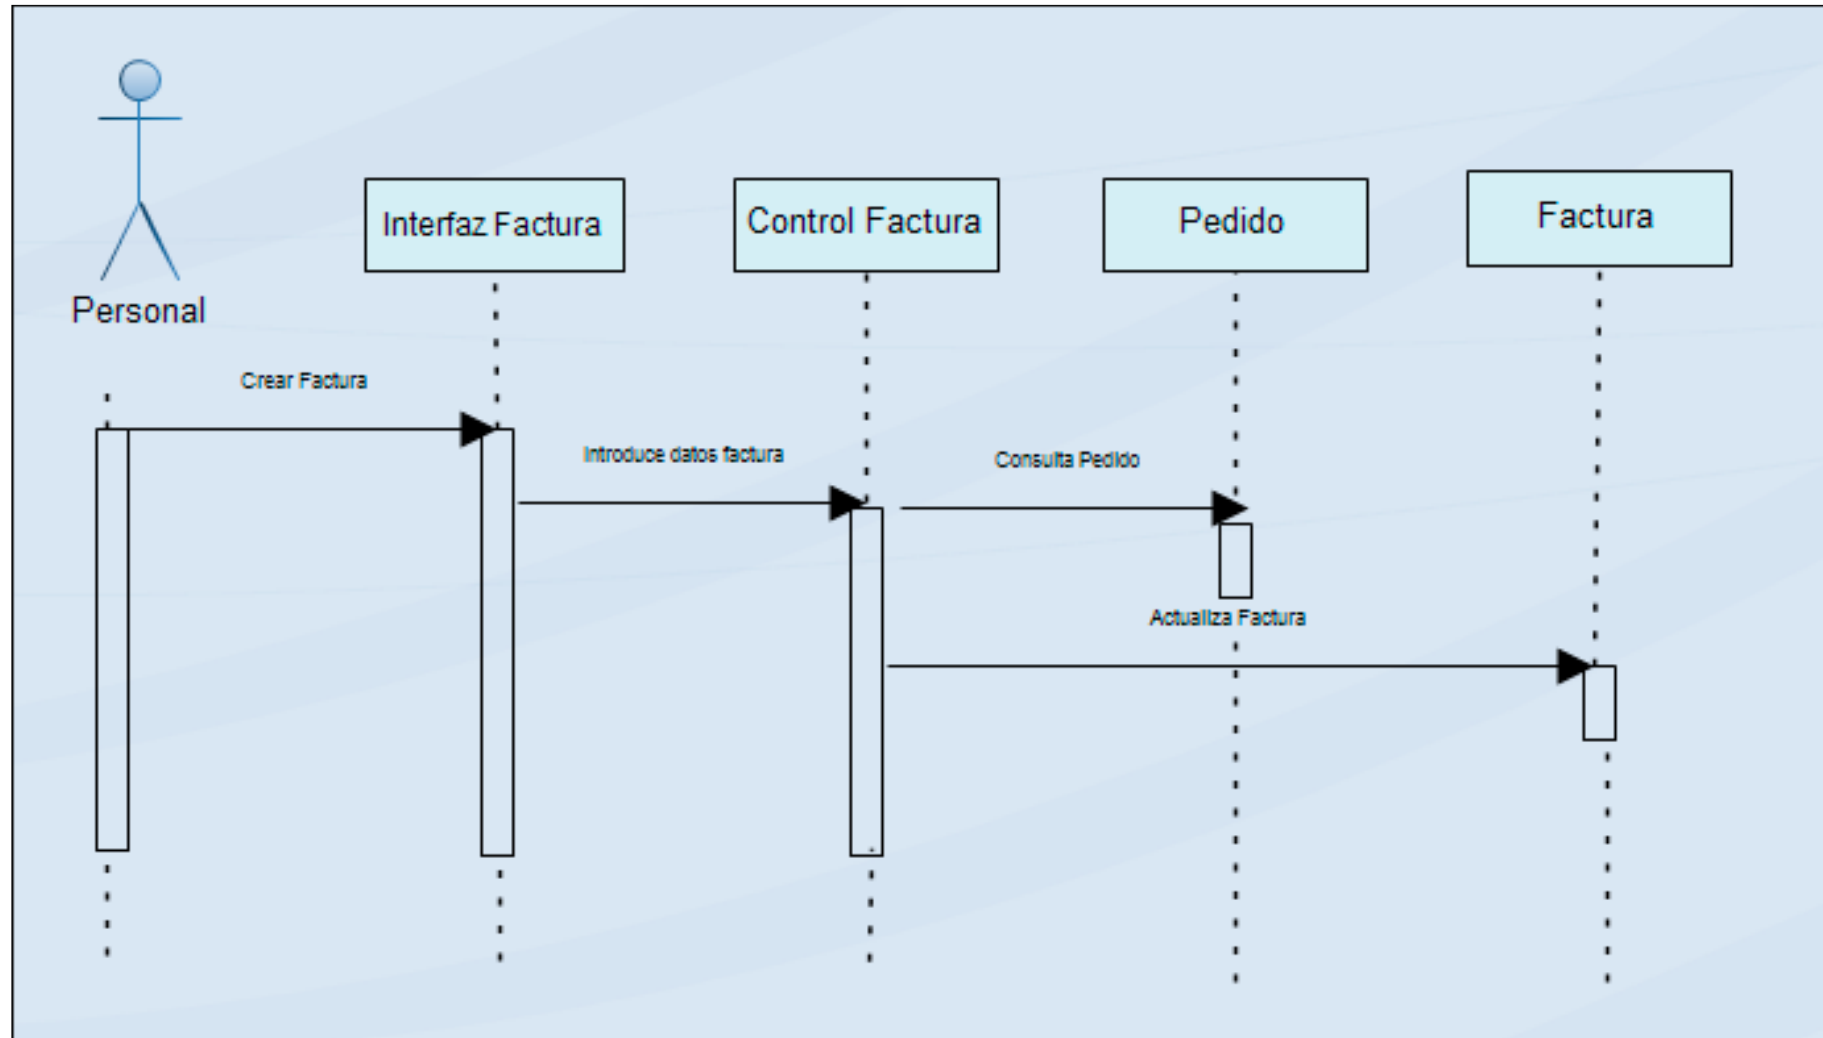 Interfaz Factura
Control Factura
Pedido
Factura
Personal
Crear Factura
Introduce datos factura
Consulta Pedido
Actualiza Factura